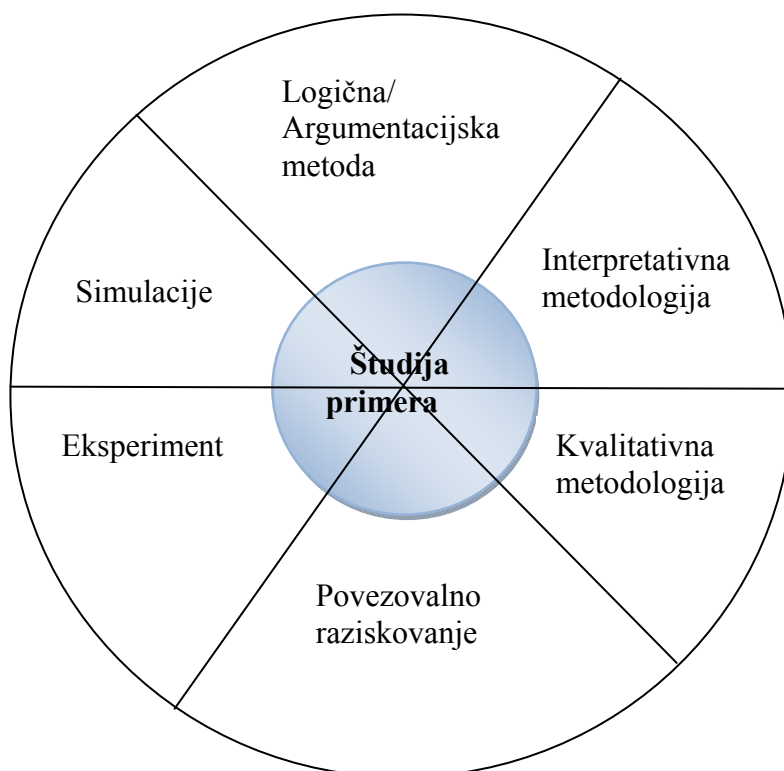 Logična/
Argumentacijska
metoda
Interpretativna
metodologija
Simulacije
Študija
primera
Eksperiment
Kvalitativna
metodologija
Povezovalno
raziskovanje